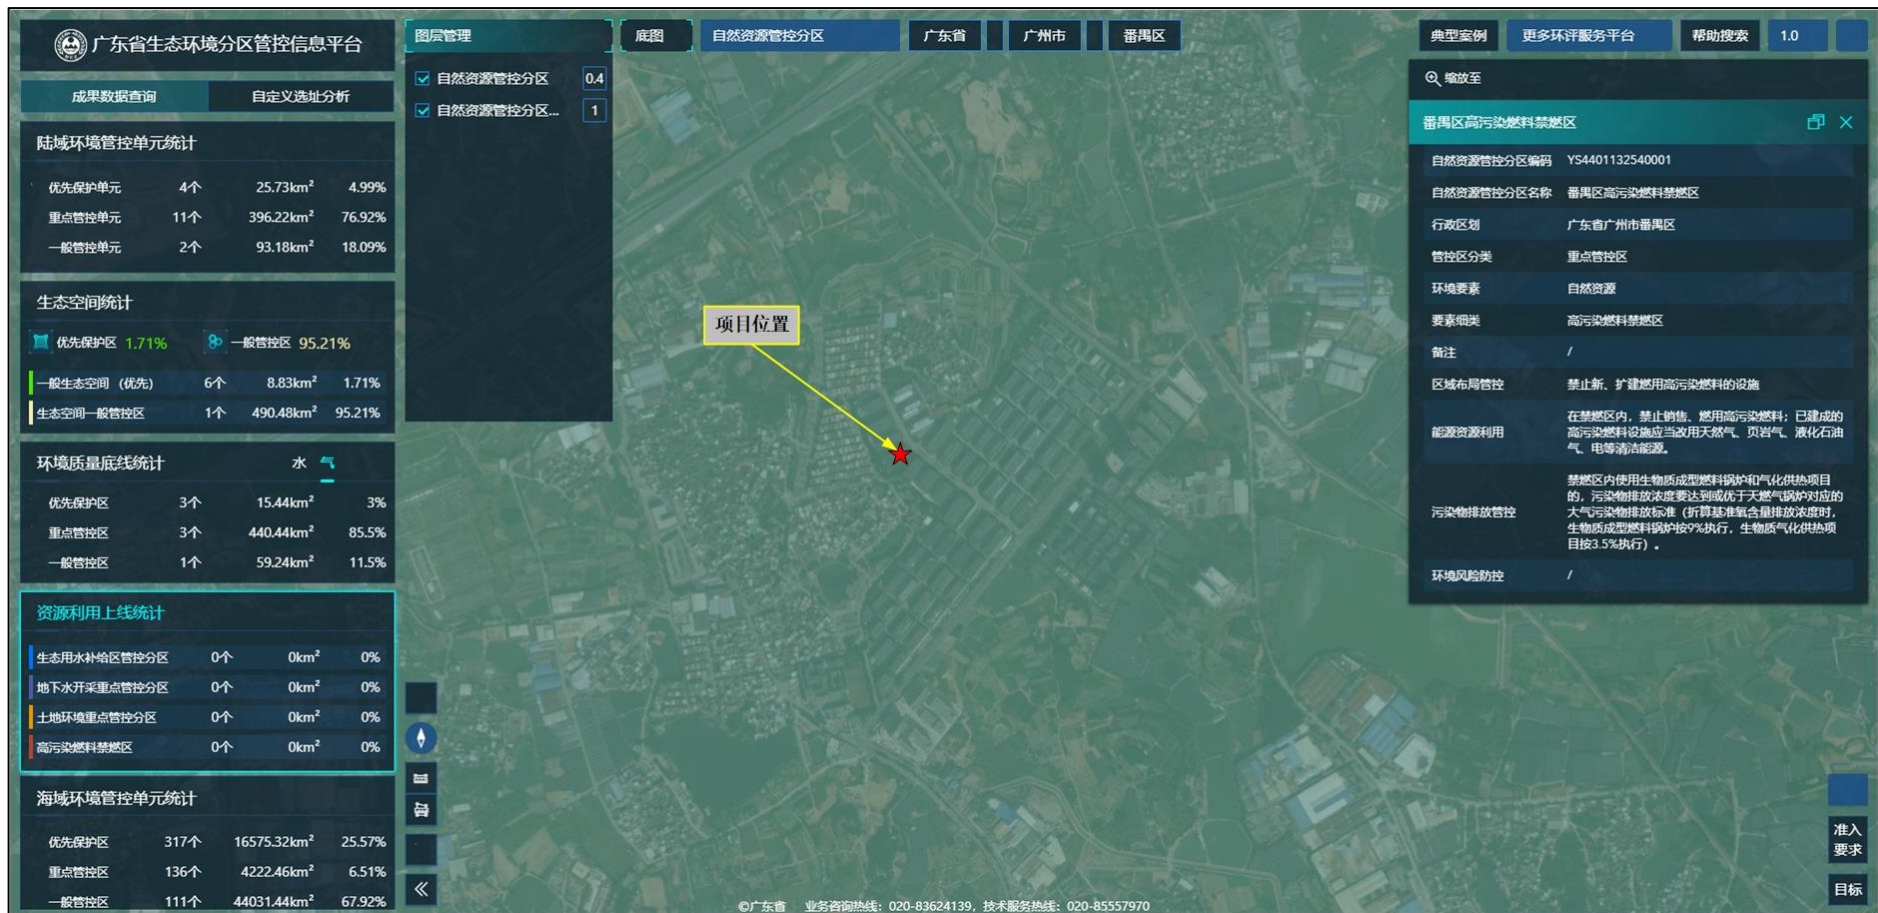 广东省生态环境分区管控信息平台
成果数据查询 自定义选址分析
陆域环境管控单元统计
优先保护单元 4个 25.73km² 4.99%
重点管控单元 11个 396.22km² 76.92%
一般管控单元 2个 93.18km² 18.09%
生态空间统计
优先保护区 1.71% 一般管控区 95.21%
一般生态空间（优先） 6个 8.83km² 1.71%
生态空间一般管控区 1个 490.48km² 95.21%
环境质量底线统计 水 气
优先保护区 3个 15.44km² 3%
重点管控区 3个 440.44km² 85.5%
一般管控区 1个 59.24km² 11.5%
资源利用上线统计
生态用水补给区管控分区 0个 0km² 0%
地下水开采重点管控分区 0个 0km² 0%
土地环境重点管控分区 0个 0km² 0%
高污染燃料禁燃区 0个 0km² 0%
海域环境管控单元统计
优先保护区 317个 16575.32km² 25.57%
重点管控区 136个 4222.46km² 6.51%
一般管控区 111个 44031.44km² 67.92%
图层管理
自然资源管控分区 0.4
自然资源管控分区... 1
底图 自然资源管控分区 广东省 广州市 番禺区
典型案例 更多环评服务平台 帮助搜索 1.0
项目位置
缩放至
番禺区高污染燃料禁燃区
自然资源管控分区编码 YS4401132540001
自然资源管控分区名称 番禺区高污染燃料禁燃区
行政区划 广东省广州市番禺区
管控区分类 重点管控区
环境要素 自然资源
要素细类 高污染燃料禁燃区
备注 /
区域布局管控 禁止新、扩建燃用高污染燃料的设施
能源资源利用 在禁燃区内，禁止销售、燃用高污染燃料；已建成的
高污染燃料设施应当改用天然气、页岩气、液化石油
气、电等清洁能源。
污染物排放管控 禁燃区内使用生物质成型燃料锅炉和气化供热项目
的，污染物排放浓度要达到或优于天然气锅炉对应的
大气污染物排放标准（折算基准氧含量排放浓度时，
生物质成型燃料锅炉按9%执行，生物质气化供热项
目按3.5%执行）。
环境风险防控 /
准入
要求
目标
©广东省 业务咨询热线：020-83624139，技术服务热线：020-85557970